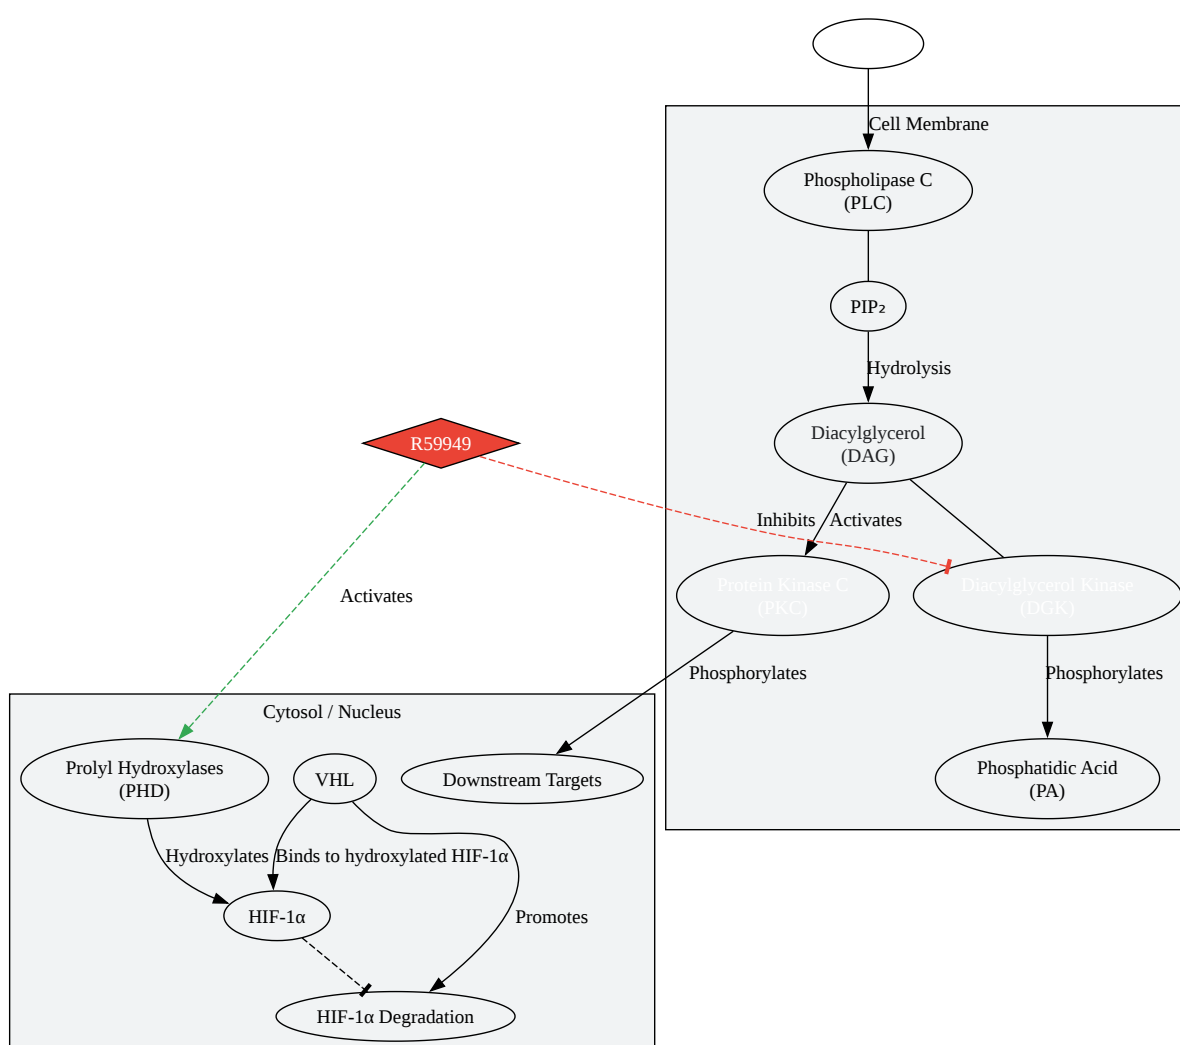 Cell Membrane
Phospholipase C
(PLC)
PIP₂
Hydrolysis
R59949
Diacylglycerol
(DAG)
Inhibits
Activates
Activates
Protein Kinase C
(PKC)
Diacylglycerol Kinase
(DGK)
Phosphorylates
Phosphorylates
Cytosol / Nucleus
Prolyl Hydroxylases
(PHD)
VHL
Downstream Targets
Phosphatidic Acid
(PA)
Hydroxylates
Binds to hydroxylated HIF-1α
HIF-1α
Promotes
HIF-1α Degradation